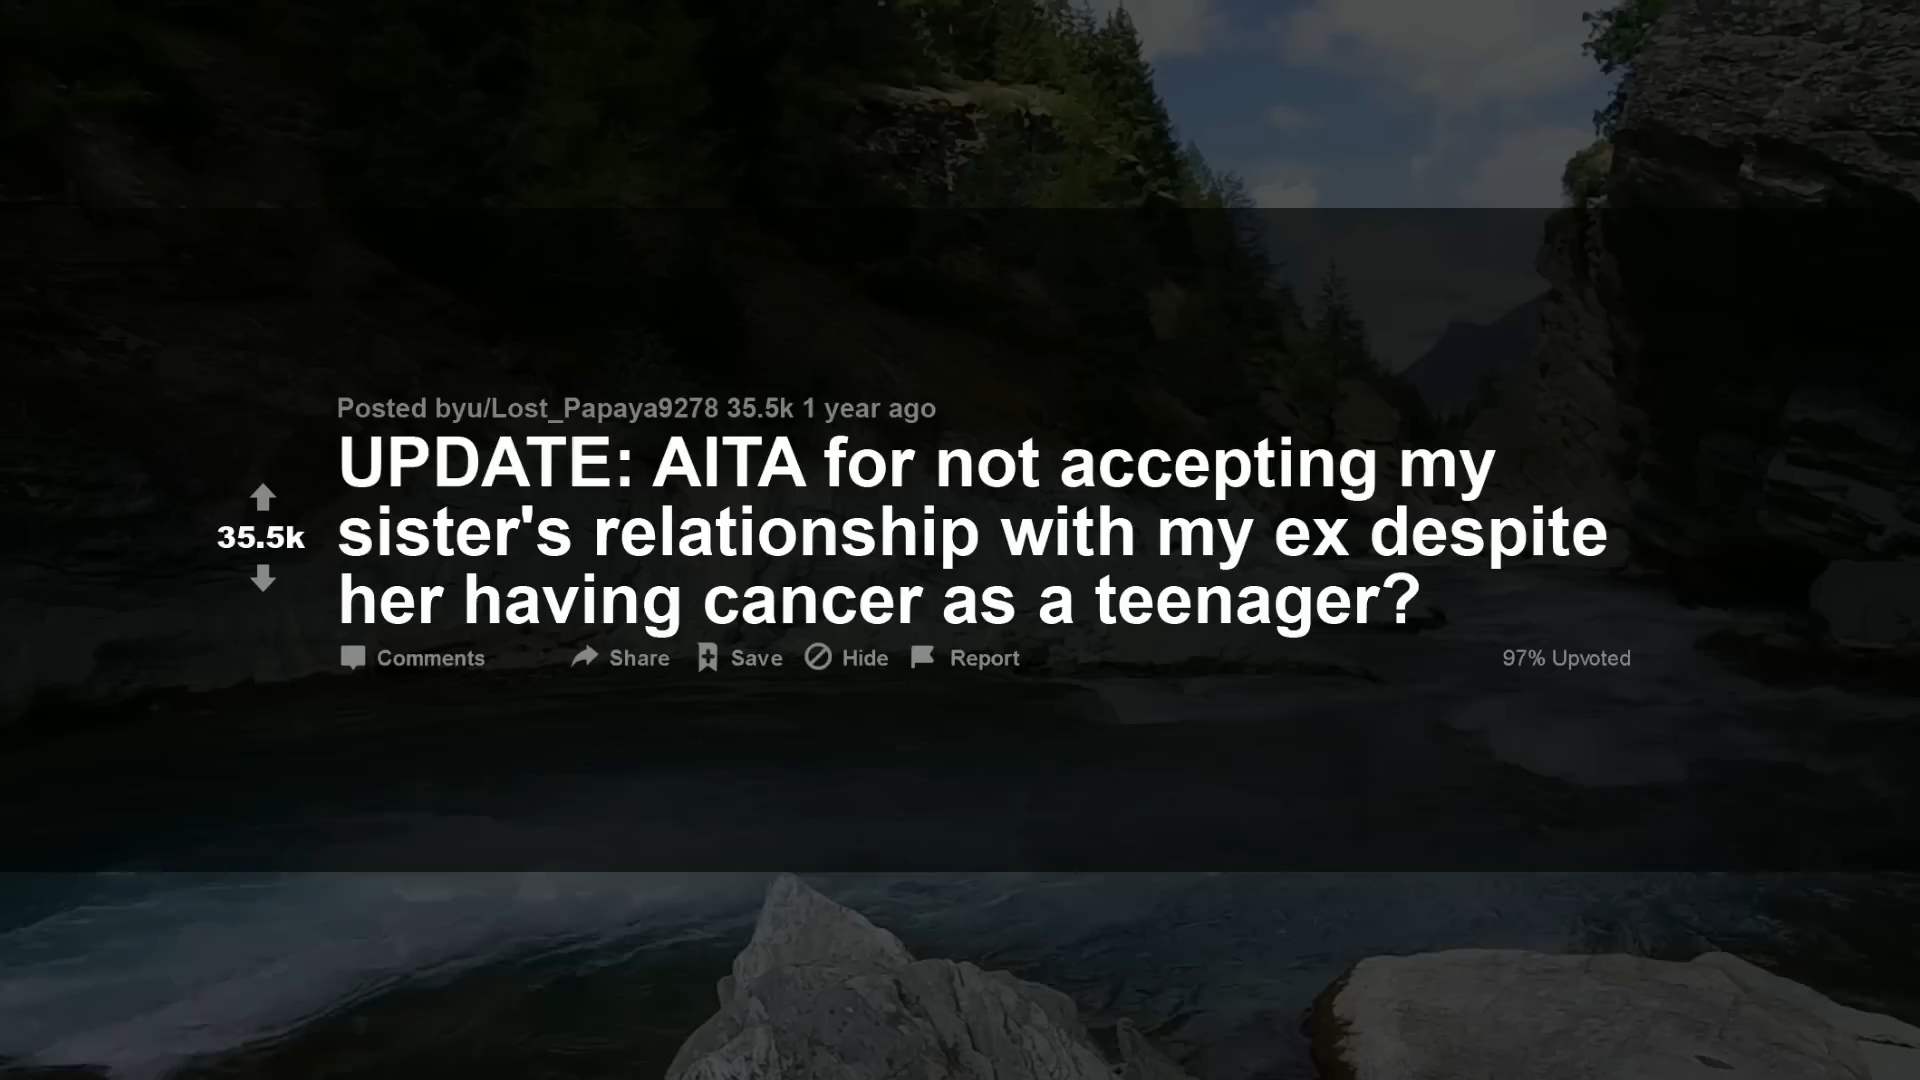 Posted byu/Lost_Papaya9278 35.5k 1 year ago
UPDATE: AITA for not accepting my
sister's relationship with my ex despite
her having cancer as a teenager?
35.5k
Comments Share Save Hide Report 97% Upvoted